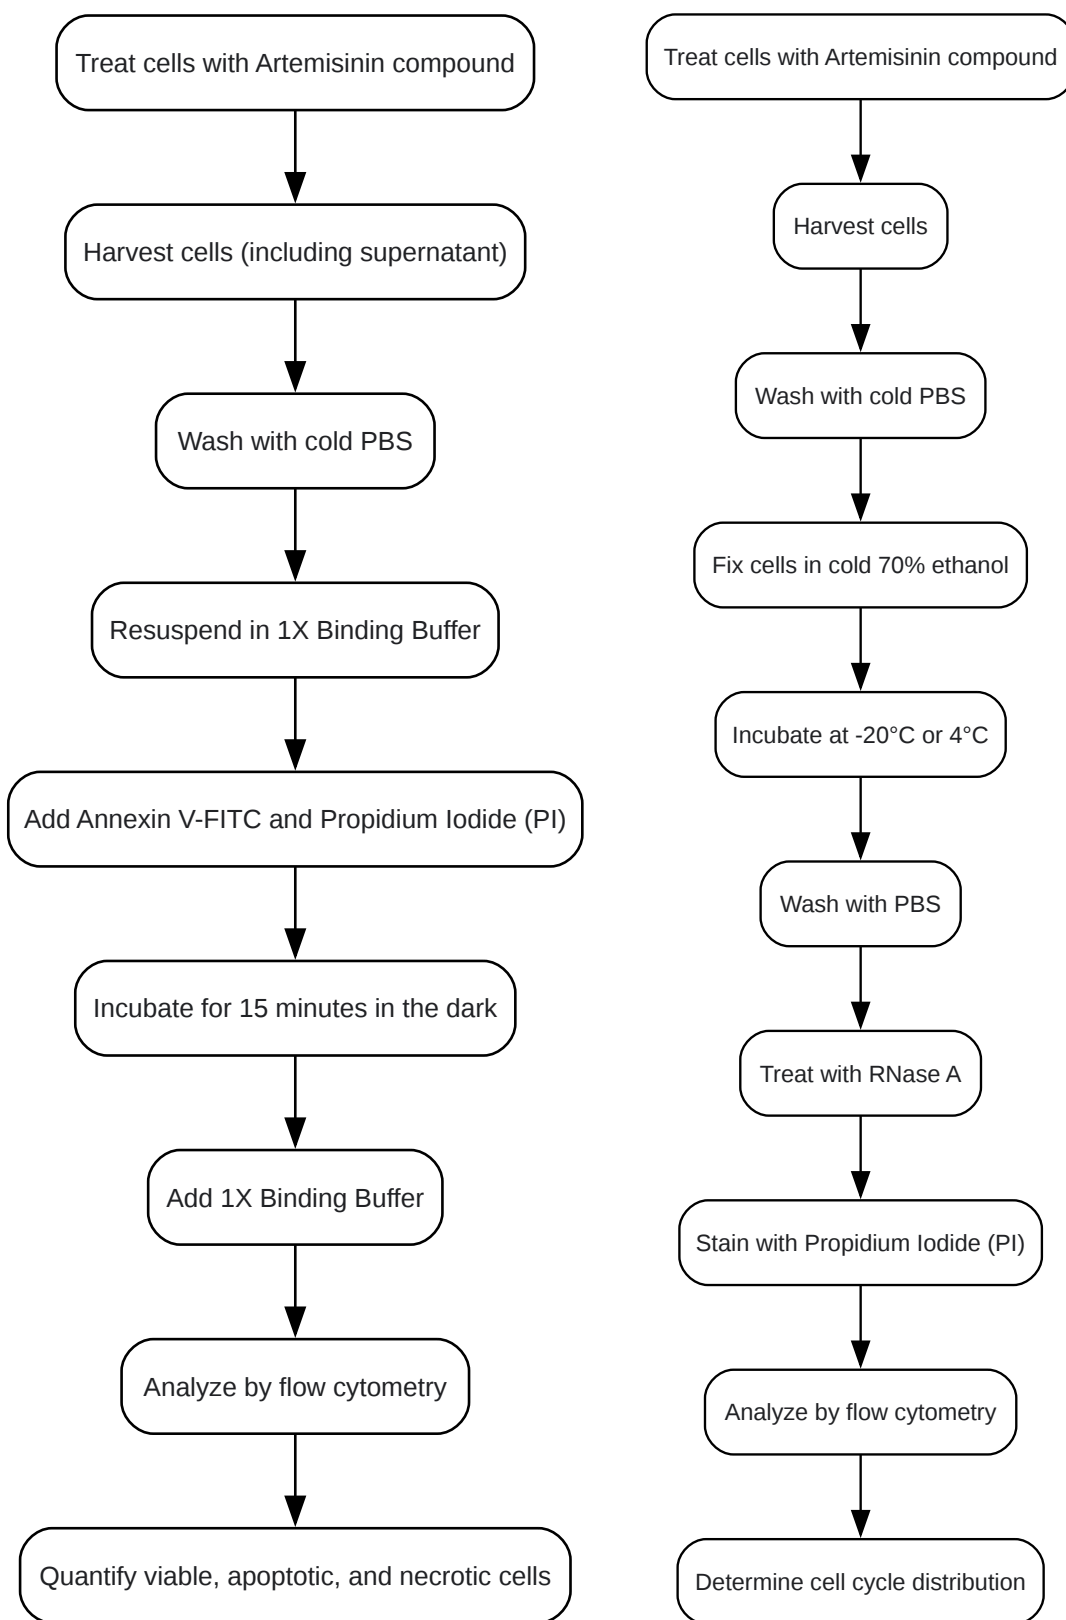 Treat cells with Artemisinin compound
Harvest cells (including supernatant)
Wash with cold PBS
Resuspend in 1X Binding Buffer
Add Annexin V-FITC and Propidium Iodide (PI)
Incubate for 15 minutes in the dark
Add 1X Binding Buffer
Analyze by flow cytometry
Quantify viable, apoptotic, and necrotic cells
Treat cells with Artemisinin compound
Harvest cells
Wash with cold PBS
Fix cells in cold 70% ethanol
Incubate at -20°C or 4°C
Wash with PBS
Treat with RNase A
Stain with Propidium Iodide (PI)
Analyze by flow cytometry
Determine cell cycle distribution